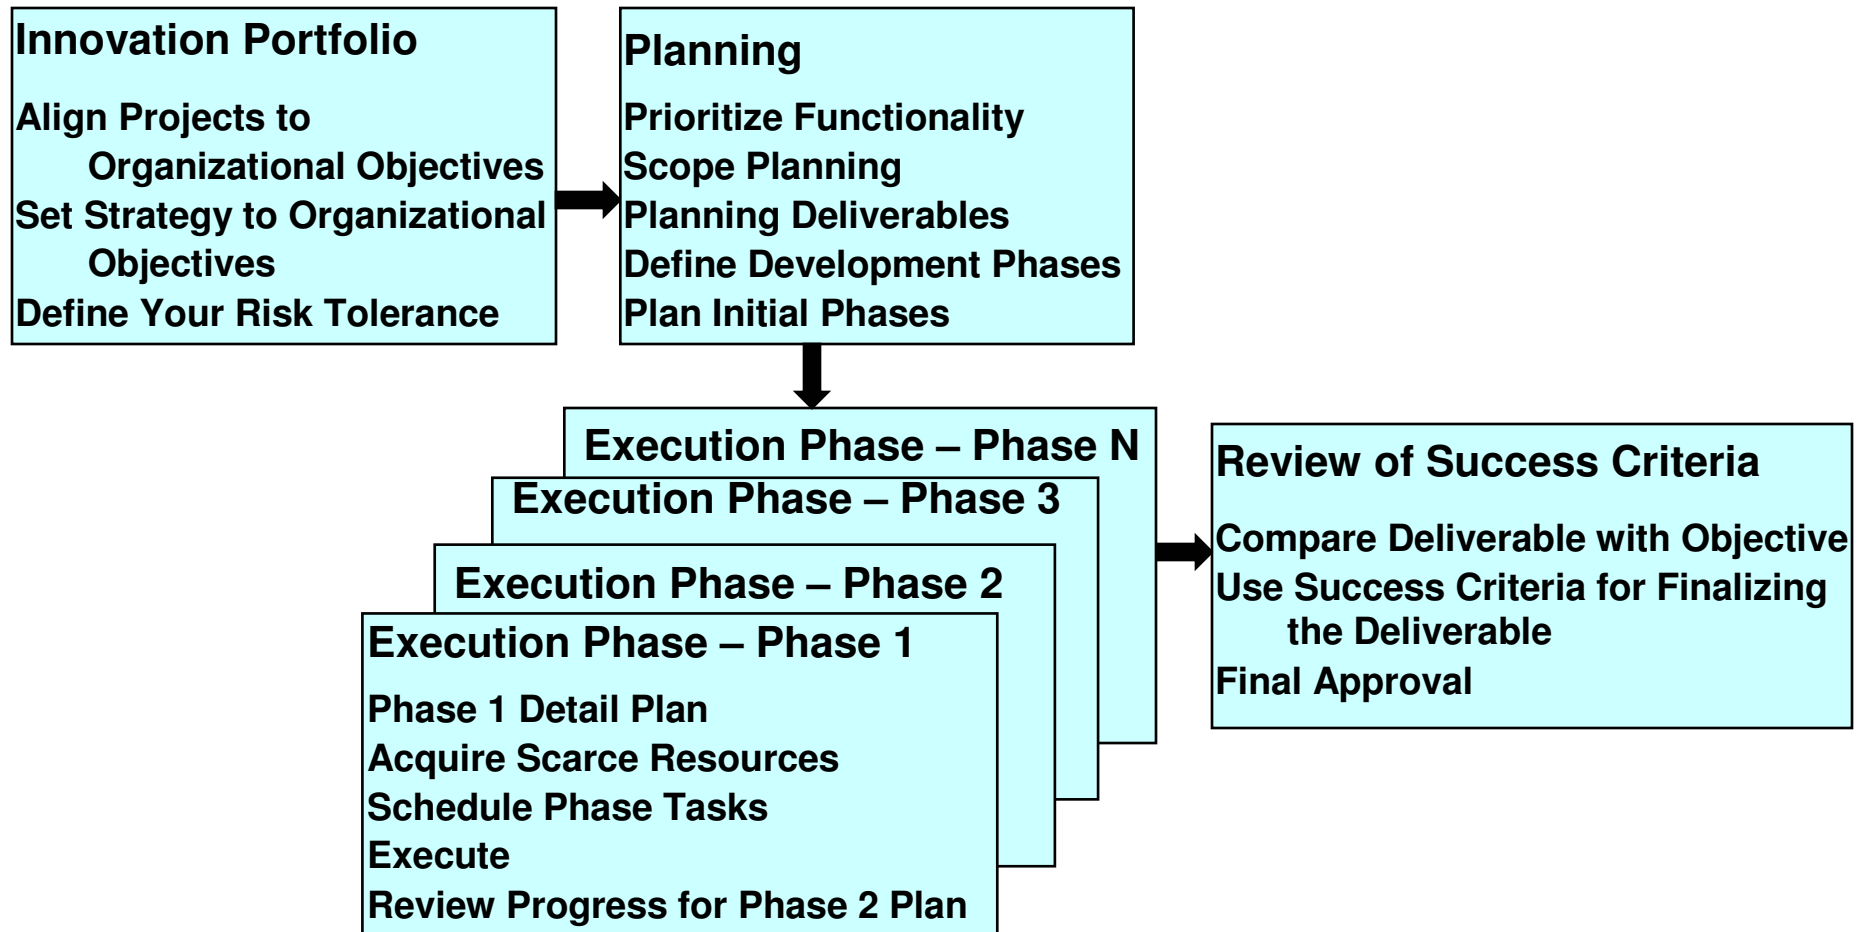 Innovation Portfolio
Align Projects to
Organizational Objectives
Set Strategy to Organizational
Objectives
Define Your Risk Tolerance
Planning
Prioritize Functionality
Scope Planning
Planning Deliverables
Define Development Phases
Plan Initial Phases
Execution Phase – Phase N
Execution Phase – Phase 3
Execution Phase – Phase 2
Execution Phase – Phase 1
Phase 1 Detail Plan
Acquire Scarce Resources
Schedule Phase Tasks
Execute
Review Progress for Phase 2 Plan
Review of Success Criteria
Compare Deliverable with Objective
Use Success Criteria for Finalizing
the Deliverable
Final Approval